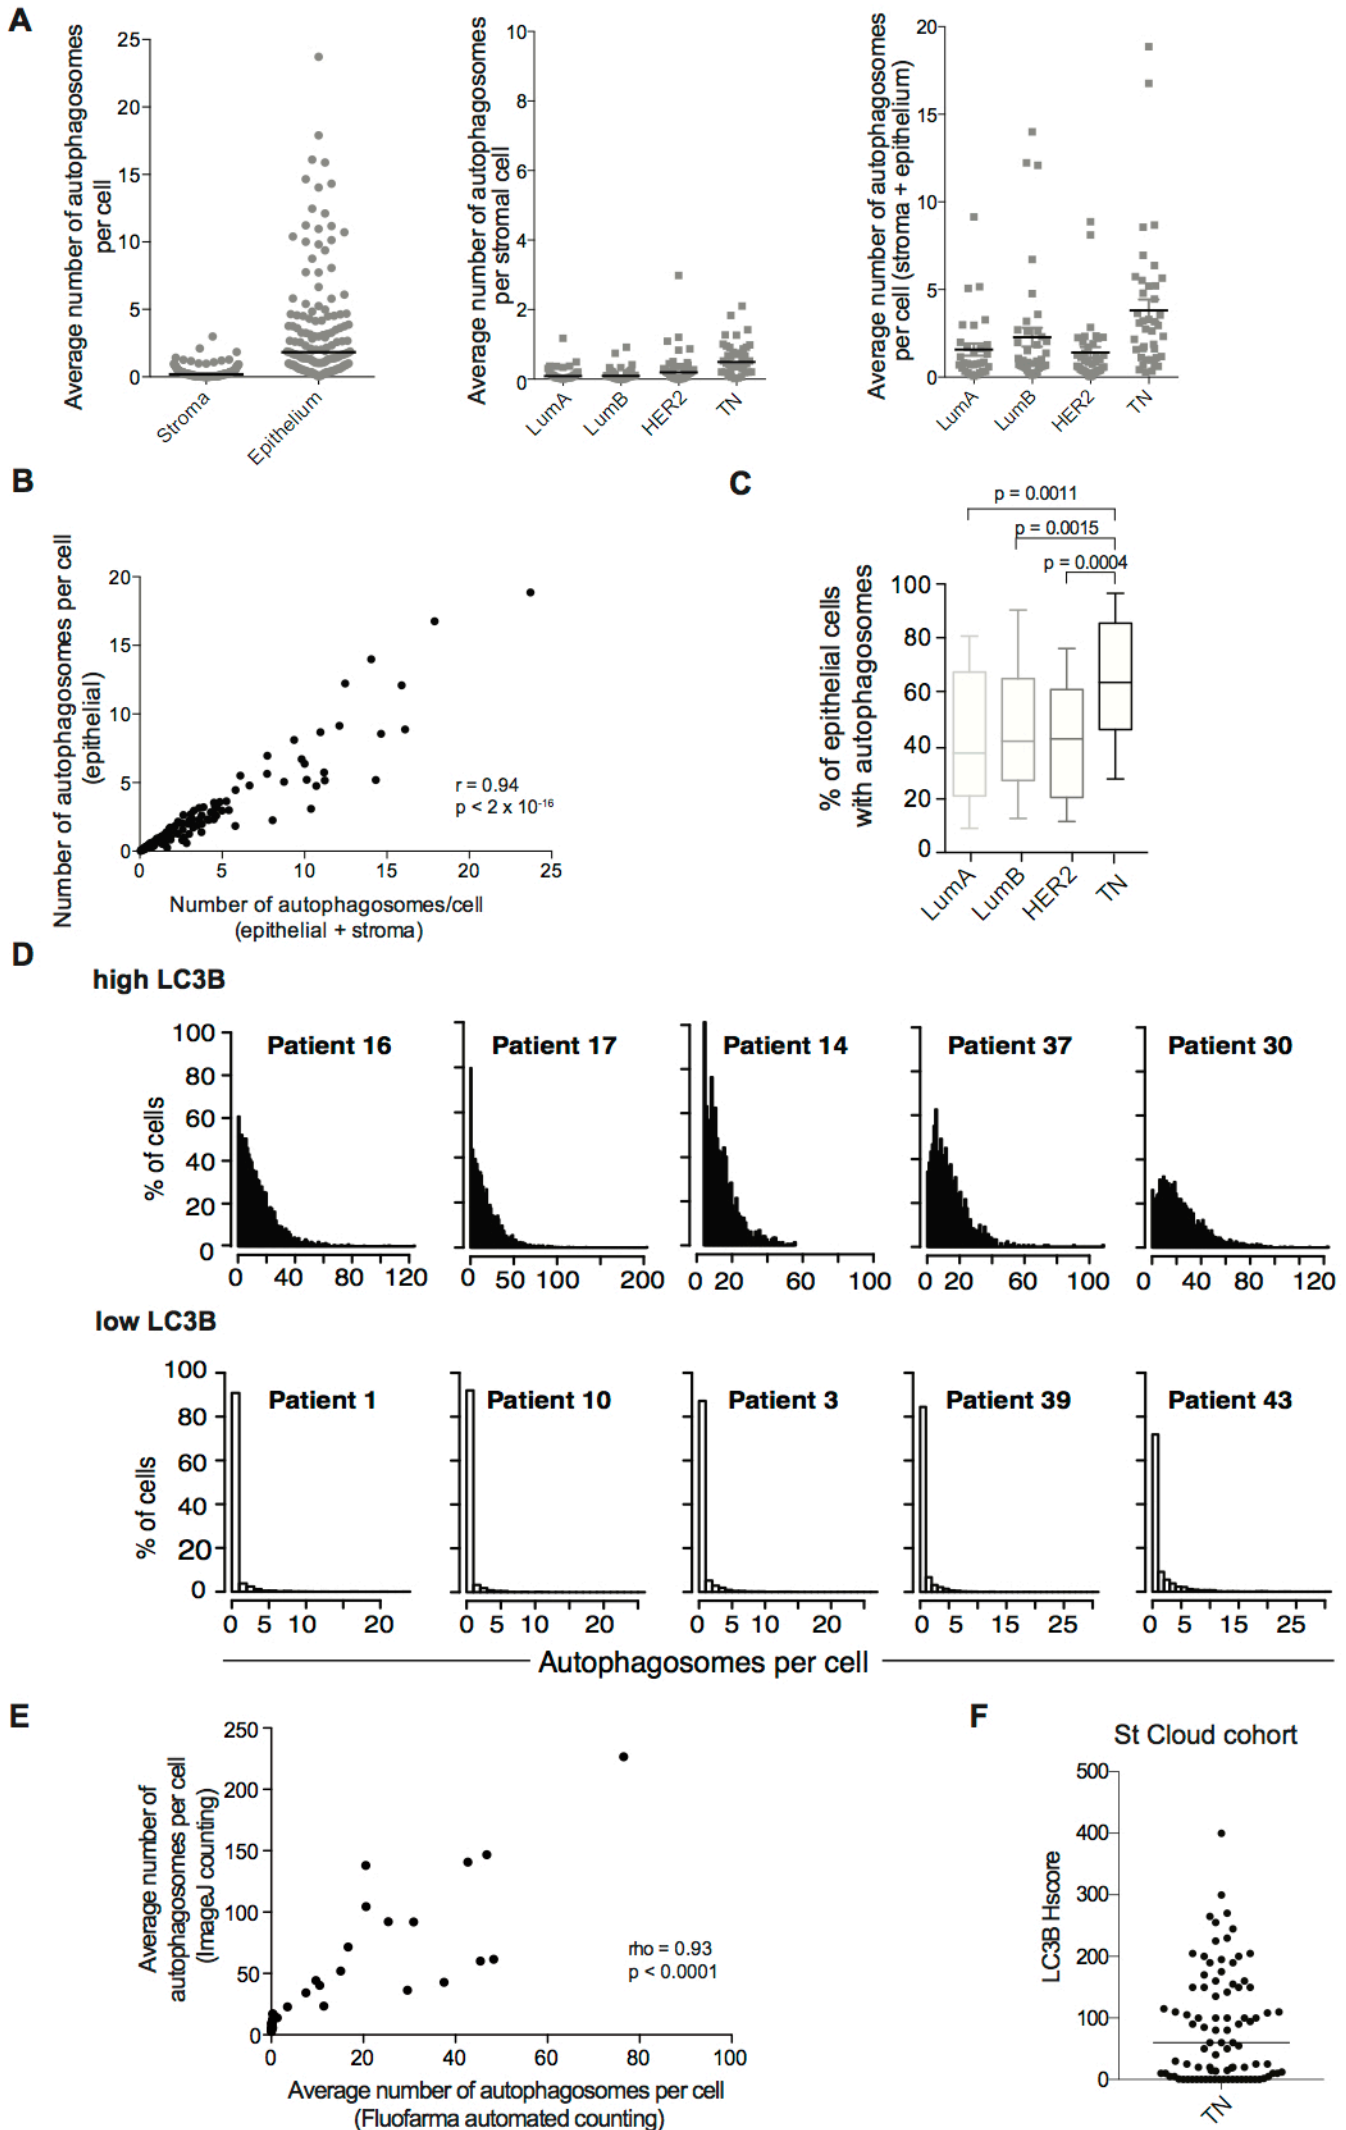 A
Average number of autophagosomes
per cell
25
20
15
10
5
0
Stroma
Epithelium
Average number of autophagosomes
per stromal cell
10
8
6
4
2
0
LumA
LumB
HER2
TN
Average number of autophagosomes
per cell (stroma + epithelium)
20
15
10
5
0
LumA
LumB
HER2
TN
B
Number of autophagosomes per cell
(epithelial)
20
15
10
5
0
r = 0.94
p < 2 x 10⁻¹⁶
0 5 10 15 20 25
Number of autophagosomes/cell
(epithelial + stroma)
C
p = 0.0011
p = 0.0015
p = 0.0004
% of epithelial cells
with autophagosomes
100
80
60
40
20
0
LumA
LumB
HER2
TN
D
high LC3B
% of cells
100
80
60
40
20
0
Patient 16
0 40 80 120
Patient 17
0 50 100 200
Patient 14
0 20 60 100
Patient 37
0 20 60 100
Patient 30
0 40 80 120
low LC3B
% of cells
100
80
60
40
20
0
Patient 1
0 5 10 20
Patient 10
0 5 10 20
Patient 3
0 5 10 20
Patient 39
0 5 15 25
Patient 43
0 5 15 25
Autophagosomes per cell
E
Average number of
autophagosomes per cell
(ImageJ counting)
250
200
150
100
50
0
rho = 0.93
p < 0.0001
0 20 40 60 80 100
Average number of autophagosomes per cell
(Fluofarma automated counting)
F
St Cloud cohort
LC3B Hscore
500
400
300
200
100
0
TN